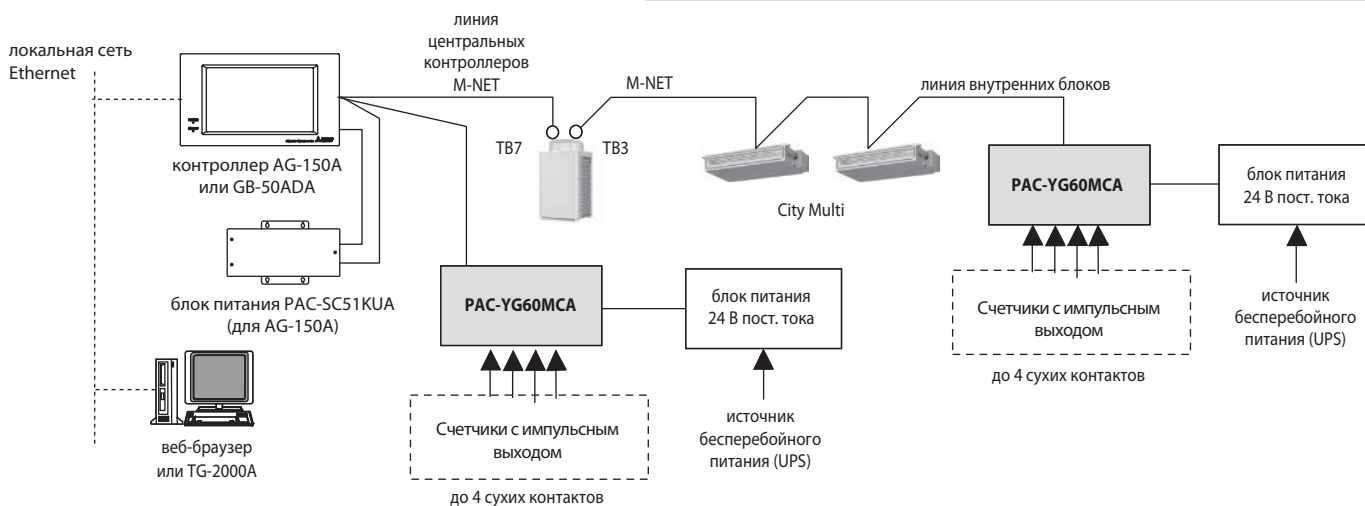 локальная сеть
Ethernet
контроллер AG-150A
или GB-50ADA
блок питания PAC-SC51KUA
(для AG-150A)
веб-браузер
или TG-2000A
линия
центральных
контроллеров
M-NET
TB7
TB3
M-NET
City Multi
линия внутренних блоков
PAC-YG60MCA
блок питания
24 В пост. тока
Счетчики с импульсным
выходом
до 4 сухих контактов
источник
бесперебойного
питания (UPS)
PAC-YG60MCA
блок питания
24 В пост. тока
Счетчики с импульсным
выходом
до 4 сухих контактов
источник
бесперебойного
питания (UPS)